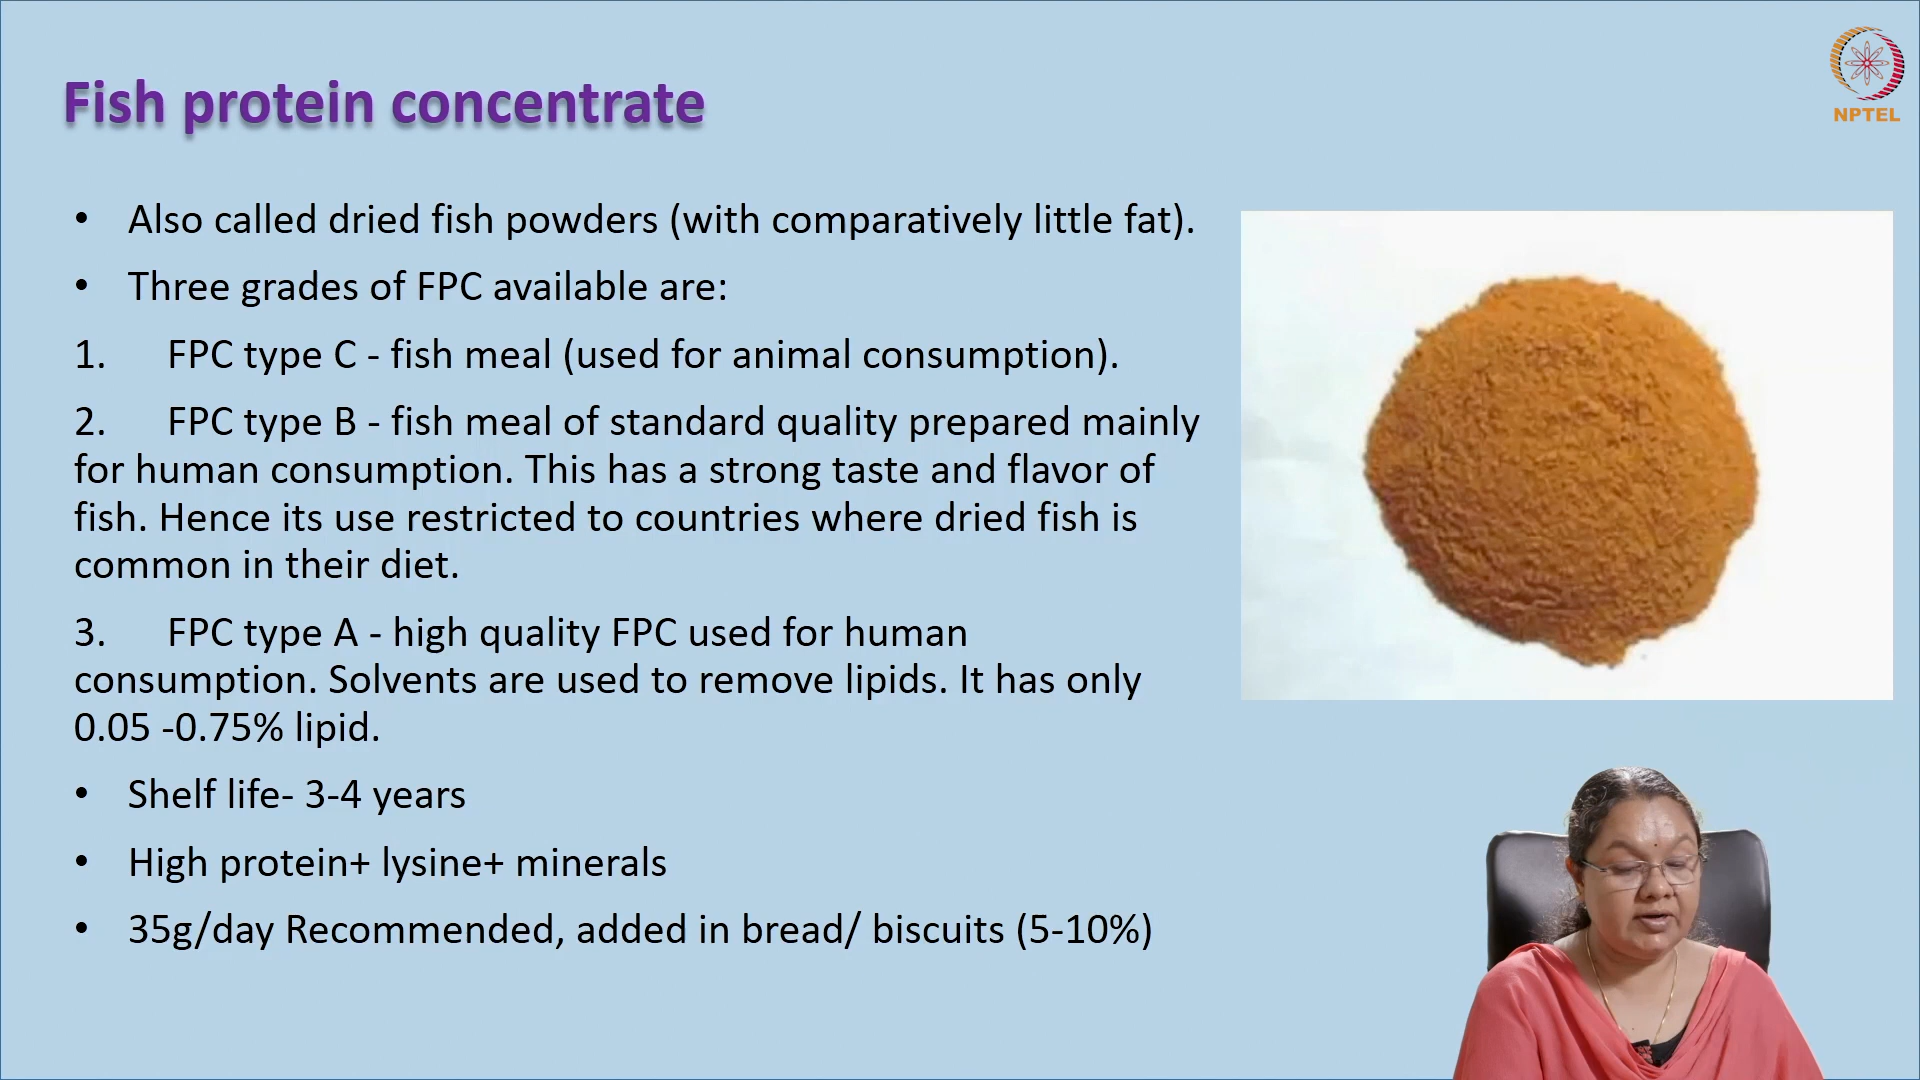 Fish protein concentrate
NPTEL
• Also called dried fish powders (with comparatively little fat).
• Three grades of FPC available are:
1. FPC type C - fish meal (used for animal consumption).
2. FPC type B - fish meal of standard quality prepared mainly
for human consumption. This has a strong taste and flavor of
fish. Hence its use restricted to countries where dried fish is
common in their diet.
3. FPC type A - high quality FPC used for human
consumption. Solvents are used to remove lipids. It has only
0.05 -0.75% lipid.
• Shelf life- 3-4 years
• High protein+ lysine+ minerals
• 35g/day Recommended, added in bread/ biscuits (5-10%)